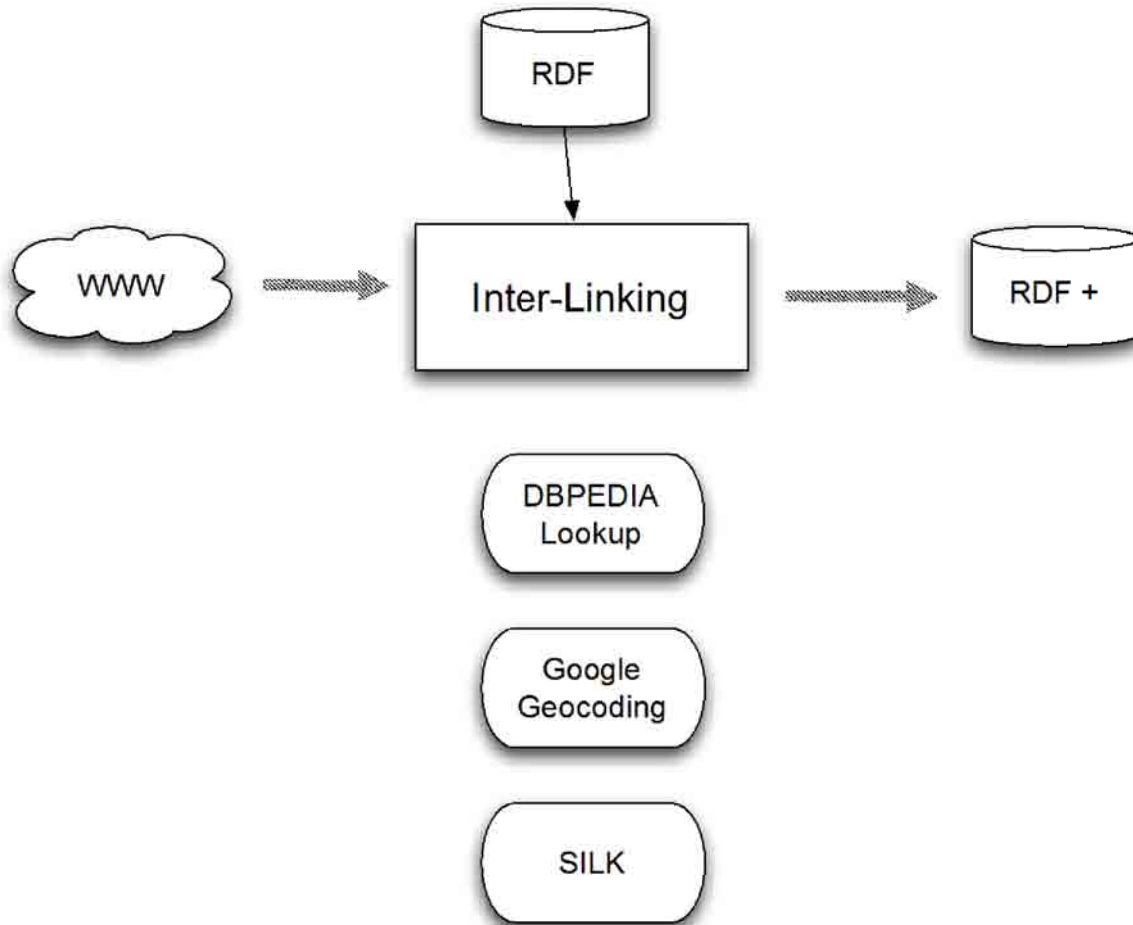 RDF
WWW
Inter-Linking
RDF +
DBPEDIA
Lookup
Google
Geocoding
SILK